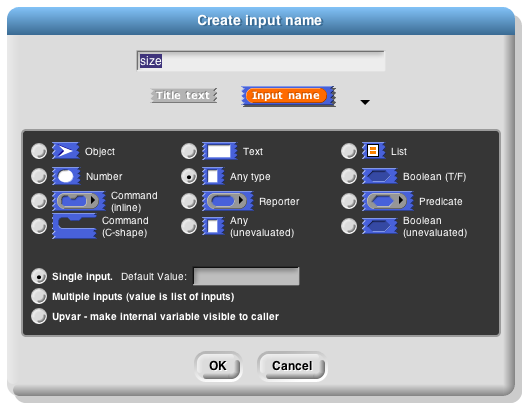 Create input name
size
Title text Input name
Object Text List
Number Any type Boolean (T/F)
Command (inline) Reporter Predicate
Command (C-shape) Any (unevaluated) Boolean (unevaluated)
Single input. Default Value:
Multiple inputs (value is list of inputs)
Upvar - make internal variable visible to caller
OK Cancel